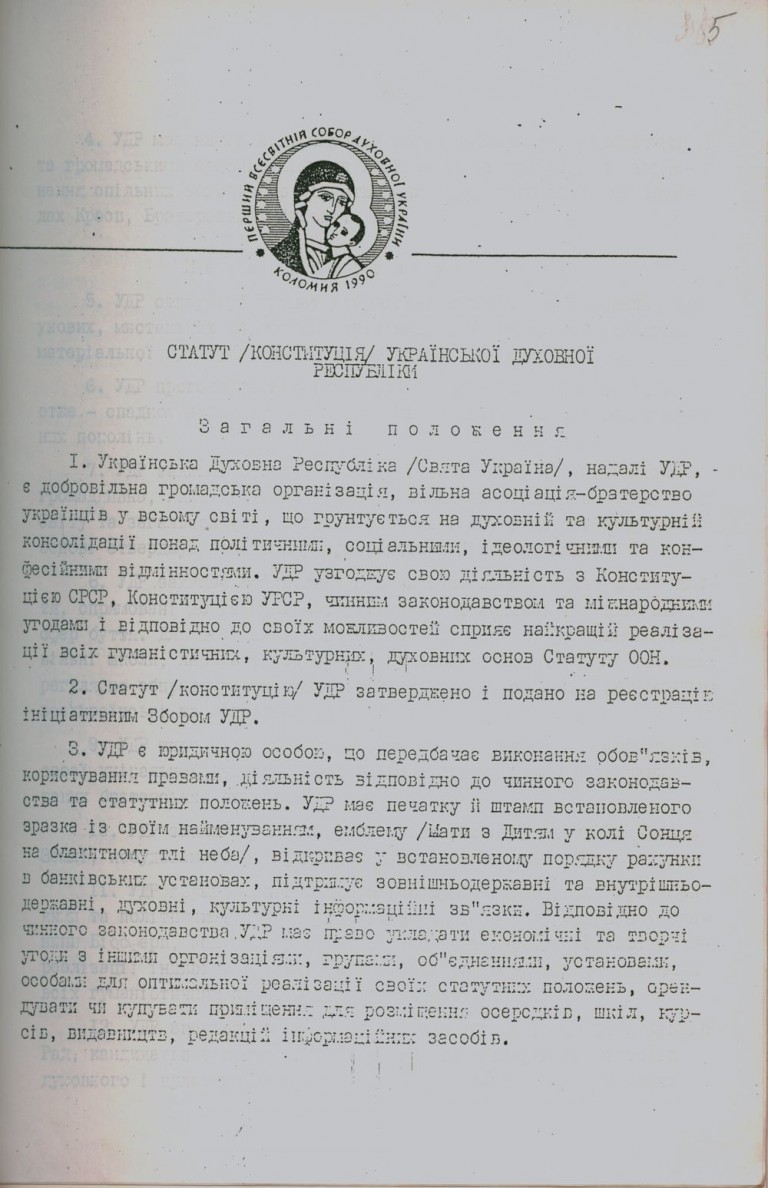 5
ПЕРШИЙ ВСЕСВІТНІЙ СОБОР ДУХОВНОЇ УКРАЇНИ
КОЛОМИЯ 1990
СТАТУТ /КОНСТИТУЦІЯ/ УКРАЇНСЬКОЇ ДУХОВНОЇ
РЕСПУБЛІКИ
Загальні положення
І. Українська Духовна Республіка /Свята Україна/, надалі УДР, -
є добровільна громадська організація, вільна асоціація-братерство
українців у всьому світі, що грунтується на духовній та культурній
консолідації понад політичними, соціальними, ідеологічними та кон-
фесійними відмінностями. УДР узгоджує свою діяльність з Конститу-
цією СРСР, Конституцією УРСР, чинним законодавством та міжнародними
угодами і відповідно до своїх можливостей сприяє найкращій реаліза-
ції всіх гуманістичних, культурних, духовних основ Статуту ООН.
2. Статут /конституцію/ УДР затверджено і подано на реєстрацію
ініціативним Збором УДР.
3. УДР є юридичною особою, що передбачає виконання обов"язків,
користування правами, діяльність відповідно до чинного законодав-
ства та статутних положень. УДР має печатку й штамп встановленого
зразка із своїм найменуванням, емблему /Мати з Дитям у колі Сонця
на блакитному тлі неба/, відкриває у встановленому порядку рахунки
в банківських установах, підтримує зовнішньодержавні та внутрішньо-
державні, духовні, культурні інформаційні зв"язки. Відповідно до
чинного законодавства УДР має право укладати економічні та творчі
угоди з іншими організаціями, групами, об"єднаннями, установами,
особами для оптимальної реалізації своїх статутних положень, орен-
дувати чи купувати приміщення для розміщення осередків, шкіл, кур-
сів, видавництв, редакцій інформаційних засобів.